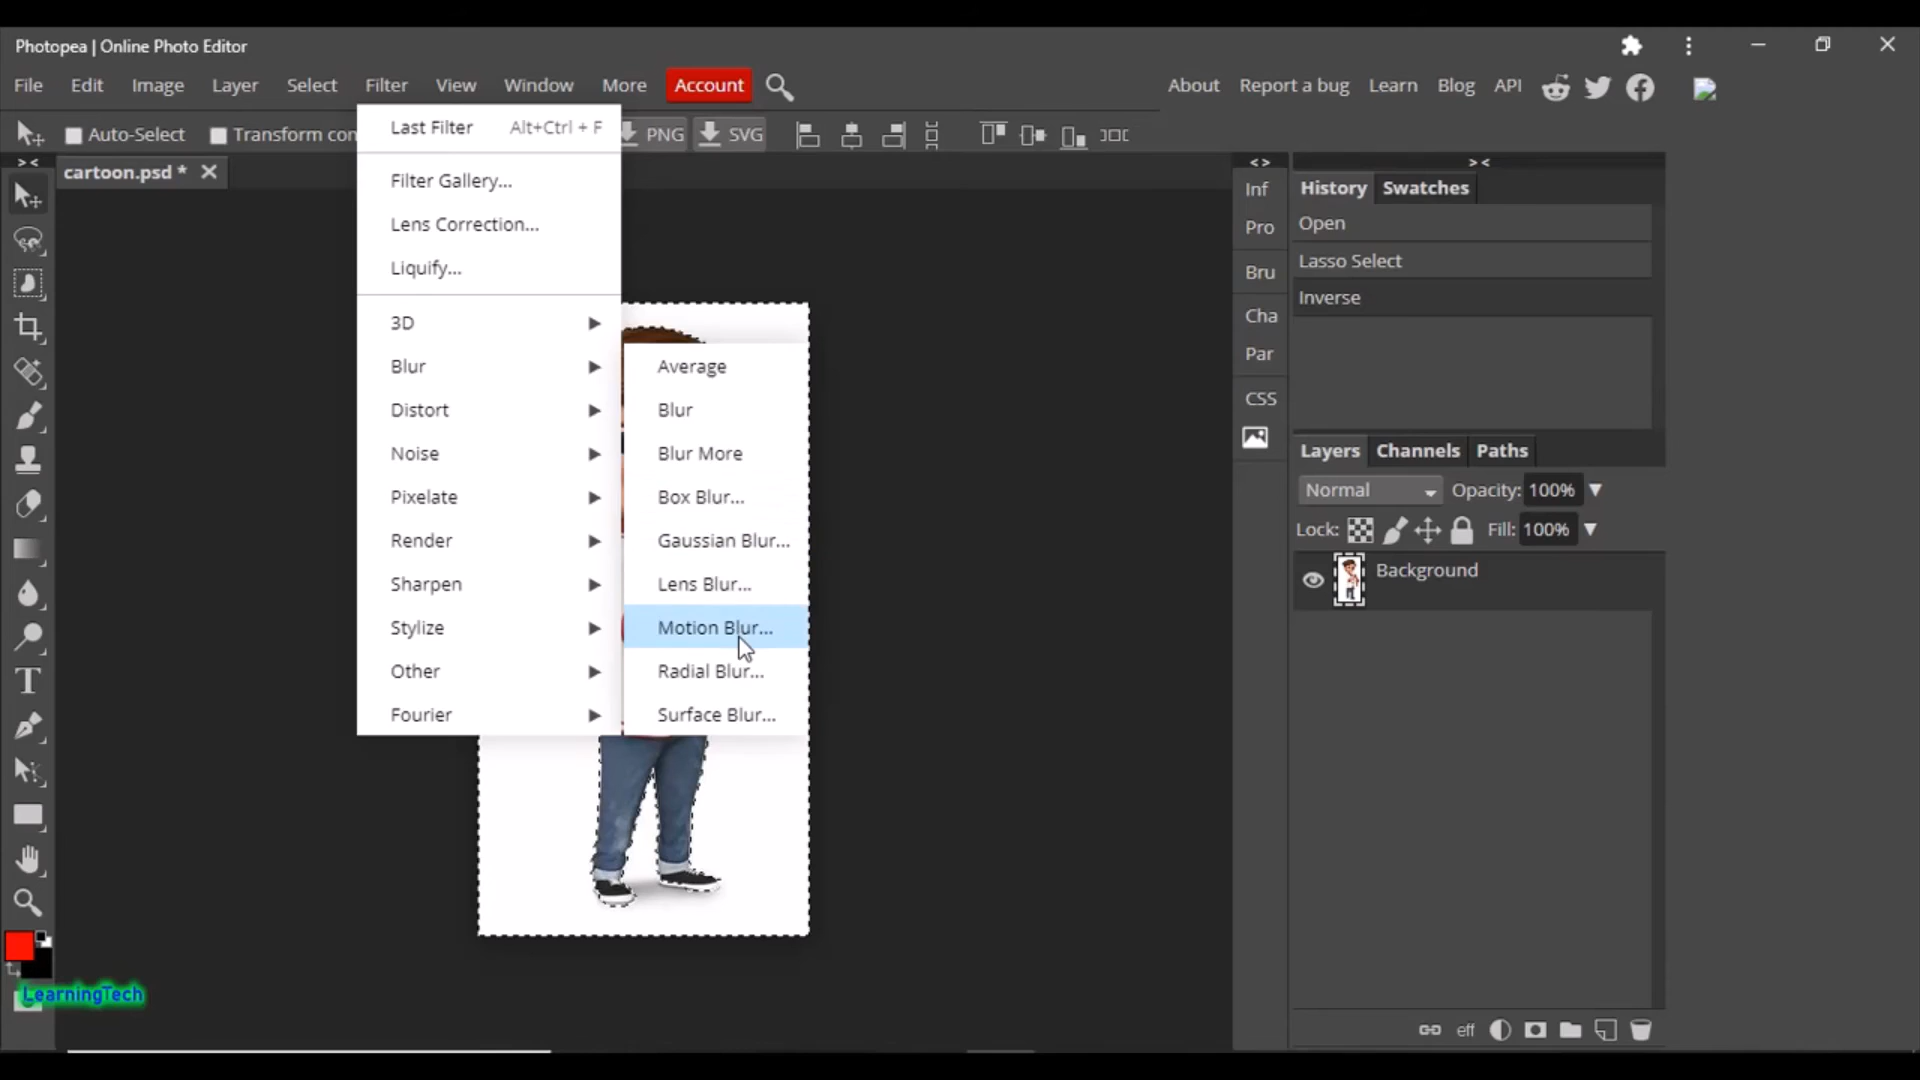 Photopea | Online Photo Editor
File Edit Image Layer Select Filter View Window More Account About Report a bug Learn Blog API
Auto-Select Transform con PNG SVG
cartoon.psd *
Last Filter Alt+Ctrl + F
Filter Gallery...
Lens Correction...
Liquify...
3D
Blur
Distort
Noise
Pixelate
Render
Sharpen
Stylize
Other
Fourier
Average
Blur
Blur More
Box Blur...
Gaussian Blur...
Lens Blur...
Motion Blur...
Radial Blur...
Surface Blur...
Inf
Pro
Bru
Cha
Par
CSS
History Swatches
Open
Lasso Select
Inverse
Layers Channels Paths
Normal Opacity: 100%
Lock: Fill: 100%
Background
eff
LearningTech